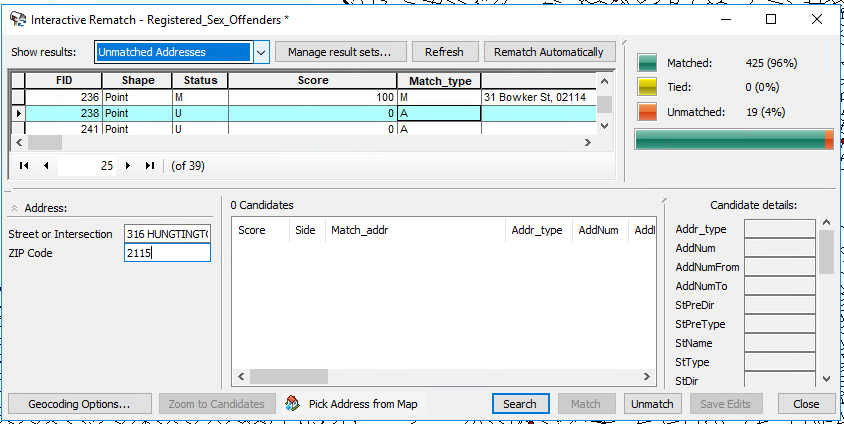 Interactive Rematch - Registered_Sex_Offenders *
Show results: Unmatched Addresses Manage result sets... Refresh Rematch Automatically
FID Shape Status Score Match_type
236 Point M 100 M 31 Bowker St, 02114
238 Point U 0 A
241 Point U 0 A
25 (of 39)
Matched: 425 (96%)
Tied: 0 (0%)
Unmatched: 19 (4%)
Address:
Street or Intersection 316 HUNGTINGTO
ZIP Code 2115
0 Candidates
Score Side Match_addr Addr_type AddNum
Candidate details:
Addr_type
AddNum
AddNumFrom
AddNumTo
StPreDir
StPreType
StName
StType
StDir
Geocoding Options... Zoom to Candidates Pick Address from Map Search Match Unmatch Save Edits Close